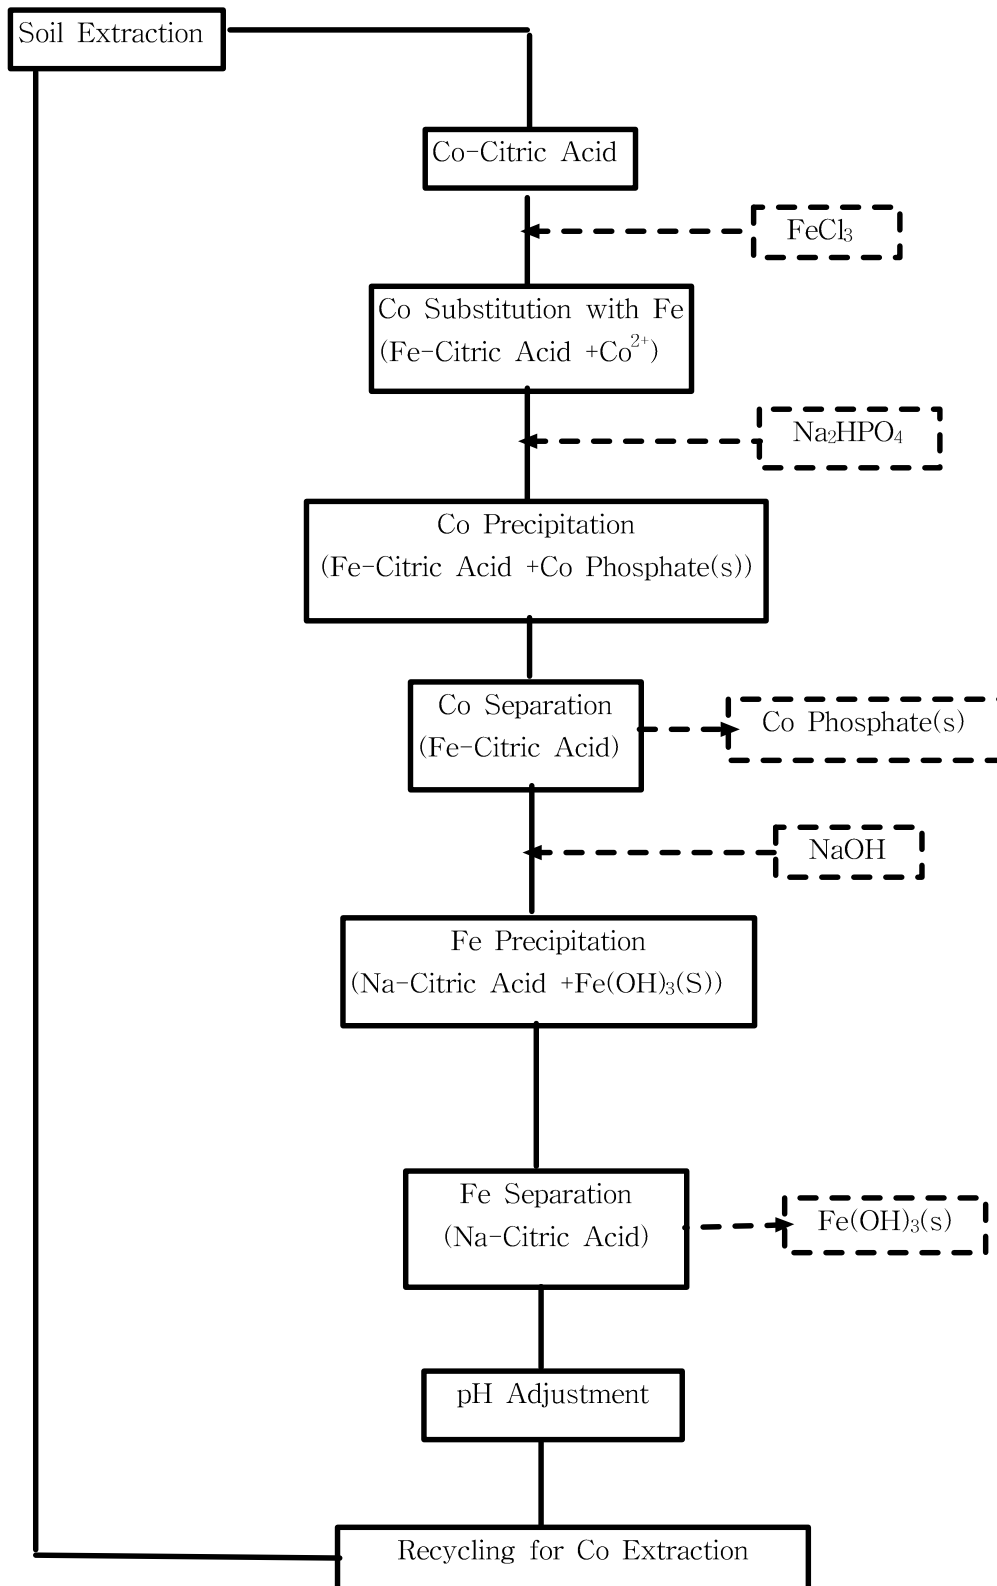 Soil Extraction
Co-Citric Acid
FeCl₃
Co Substitution with Fe
(Fe-Citric Acid +Co²⁺)
Na₂HPO₄
Co Precipitation
(Fe-Citric Acid +Co Phosphate(s))
Co Separation
(Fe-Citric Acid)
Co Phosphate(s)
NaOH
Fe Precipitation
(Na-Citric Acid +Fe(OH)₃(S))
Fe Separation
(Na-Citric Acid)
Fe(OH)₃(s)
pH Adjustment
Recycling for Co Extraction